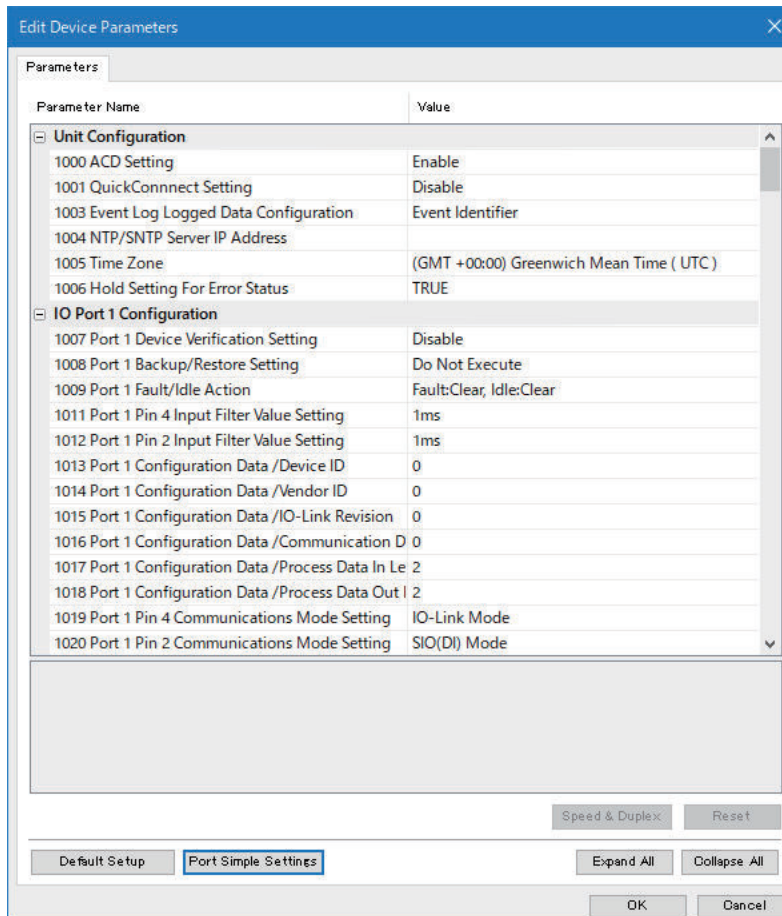 Edit Device Parameters
Parameters
Parameter Name Value
Unit Configuration
1000 ACD Setting Enable
1001 QuickConnnect Setting Disable
1003 Event Log Logged Data Configuration Event Identifier
1004 NTP/SNTP Server IP Address
1005 Time Zone (GMT +00:00) Greenwich Mean Time ( UTC )
1006 Hold Setting For Error Status TRUE
IO Port 1 Configuration
1007 Port 1 Device Verification Setting Disable
1008 Port 1 Backup/Restore Setting Do Not Execute
1009 Port 1 Fault/Idle Action Fault:Clear, Idle:Clear
1011 Port 1 Pin 4 Input Filter Value Setting 1ms
1012 Port 1 Pin 2 Input Filter Value Setting 1ms
1013 Port 1 Configuration Data /Device ID 0
1014 Port 1 Configuration Data /Vendor ID 0
1015 Port 1 Configuration Data /IO-Link Revision 0
1016 Port 1 Configuration Data /Communication D 0
1017 Port 1 Configuration Data /Process Data In Le 2
1018 Port 1 Configuration Data /Process Data Out 2
1019 Port 1 Pin 4 Communications Mode Setting IO-Link Mode
1020 Port 1 Pin 2 Communications Mode Setting SIO(DI) Mode
Speed & Duplex Reset
Default Setup Port Simple Settings Expand All Collapse All
OK Cancel